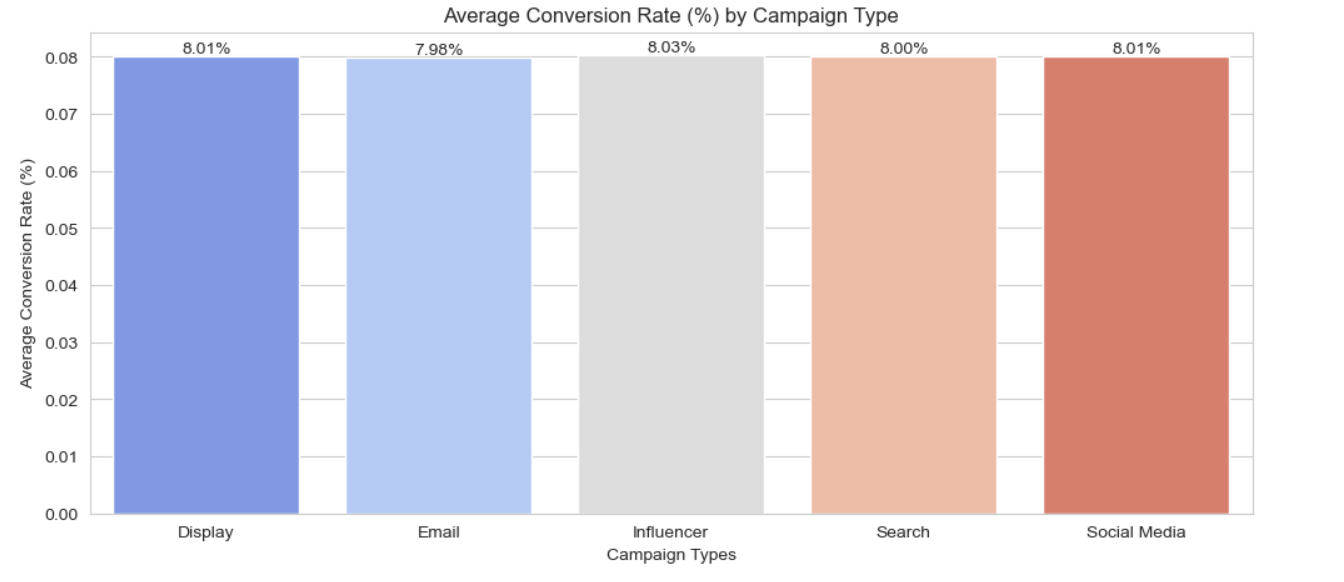 Average Conversion Rate (%) by Campaign Type
8.01% 7.98% 8.03% 8.00% 8.01%
Average Conversion Rate (%)
0.08
0.07
0.06
0.05
0.04
0.03
0.02
0.01
0.00
Display Email Influencer Search Social Media
Campaign Types